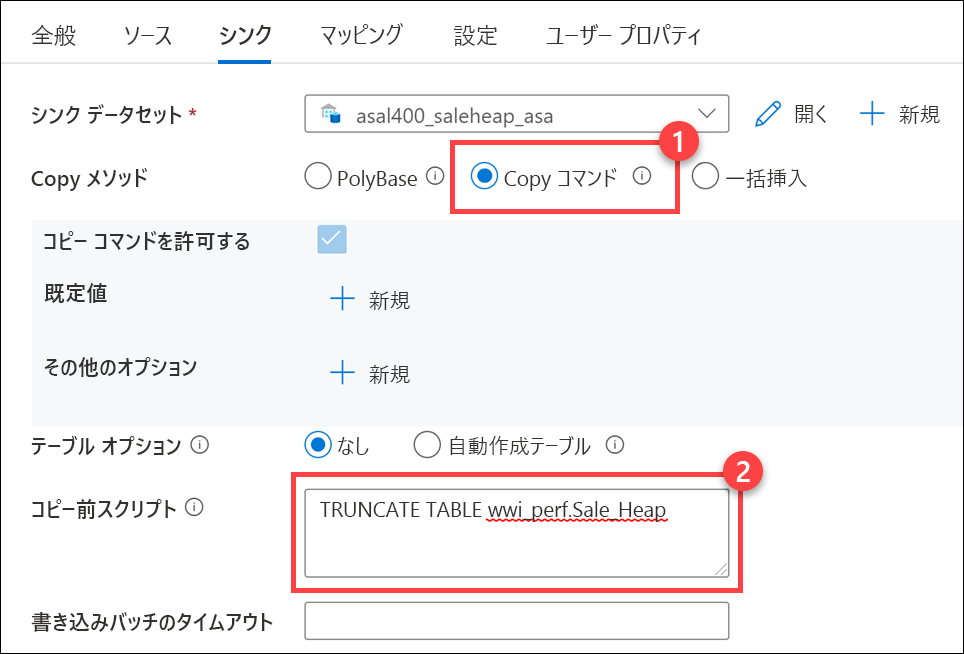 全般 ソース シンク マッピング 設定 ユーザー プロパティ
シンク データセット * asal400_saleheap_asa 開く 新規
1
Copy メソッド PolyBase Copy コマンド 一括挿入
コピー コマンドを許可する
既定値 新規
その他のオプション 新規
テーブル オプション なし 自動作成テーブル
2
コピー前スクリプト TRUNCATE TABLE wwi_perf.Sale_Heap
書き込みバッチのタイムアウト